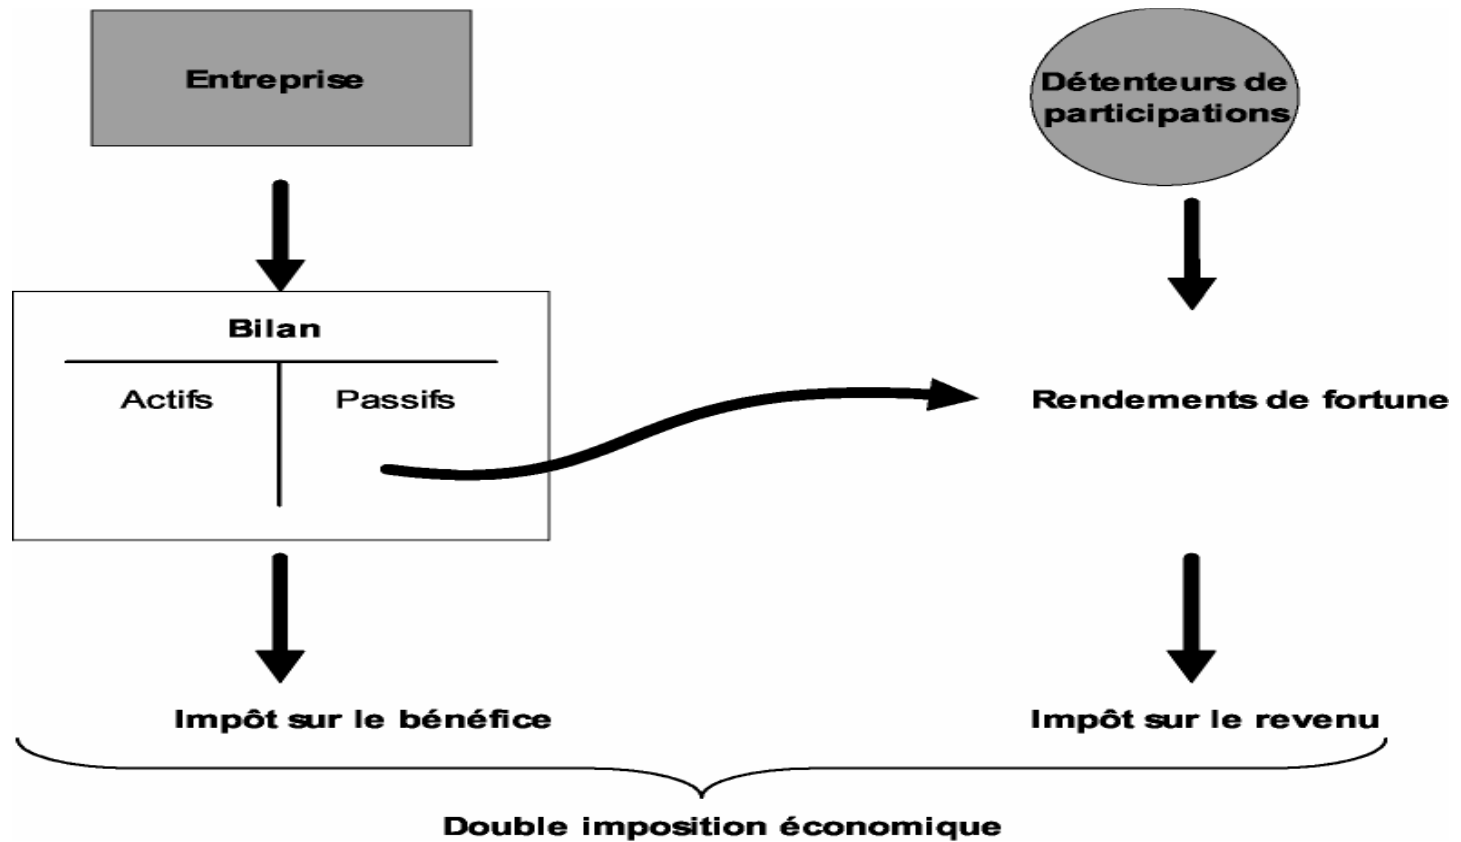 Entreprise
Détenteurs de
participations
Bilan
Actifs
Passifs
Rendements de fortune
Impôt sur le bénéfice
Impôt sur le revenu
Double imposition économique